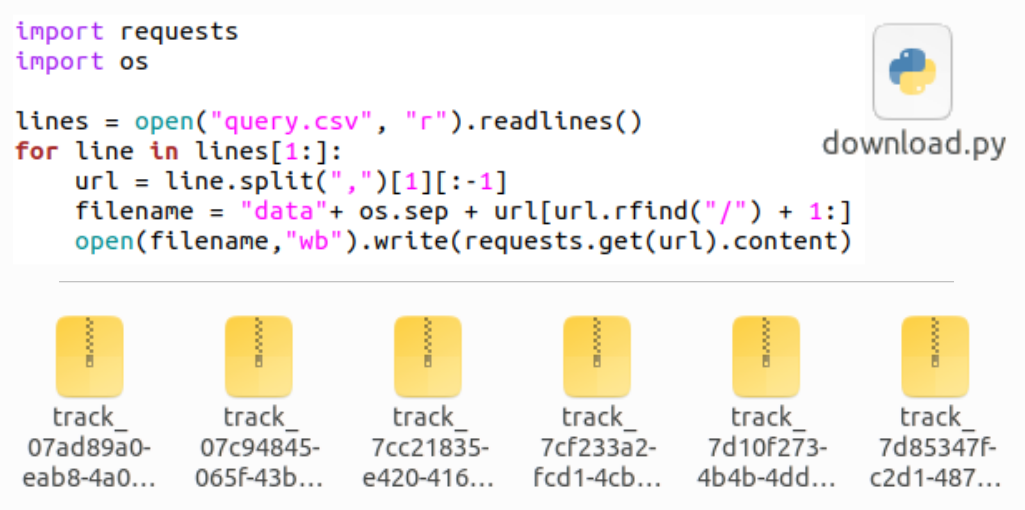 import requests
import os
lines = open("query.csv", "r").readlines()
for line in lines[1:]:
    url = line.split(",")[1][:-1]
    filename = "data"+ os.sep + url[url.rfind("/") + 1:]
    open(filename,"wb").write(requests.get(url).content)
download.py
track_
07ad89a0-
eab8-4a0...
track_
07c94845-
065f-43b...
track_
7cc21835-
e420-416...
track_
7cf233a2-
fcd1-4cb...
track_
7d10f273-
4b4b-4dd...
track_
7d85347f-
c2d1-487...